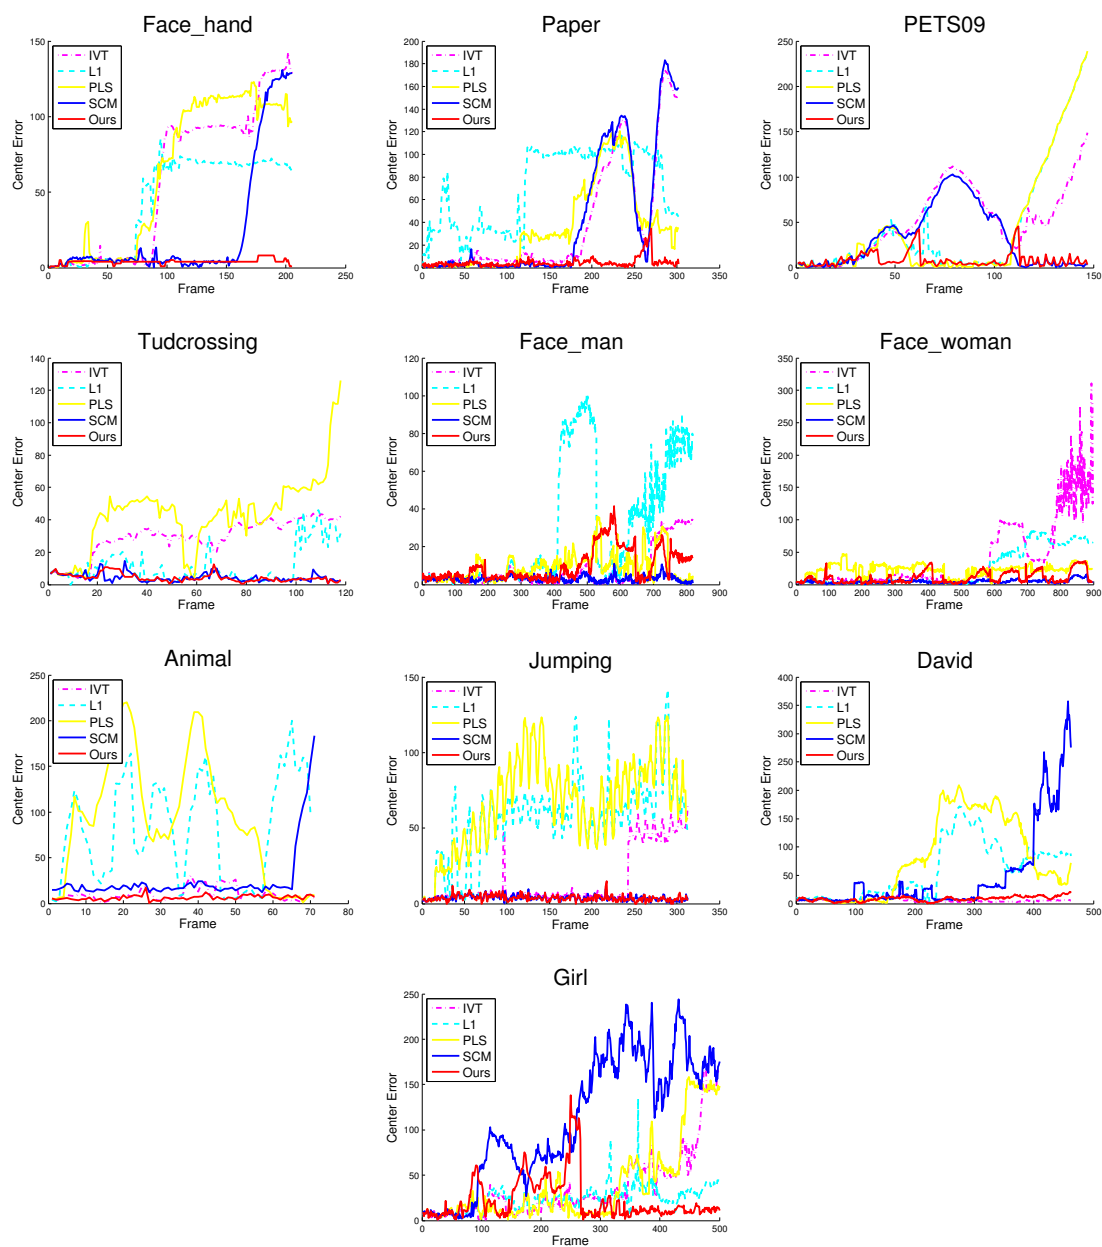 Face_hand
Center Error
150
100
50
0
IVT
L1
PLS
SCM
Ours
0 50 100 150 200 250
Frame
Paper
Center Error
200
180
160
140
120
100
80
60
40
20
0
IVT
L1
PLS
SCM
Ours
0 50 100 150 200 250 300 350
Frame
PETS09
Center Error
250
200
150
100
50
0
IVT
L1
PLS
SCM
Ours
0 50 100 150
Frame
Tudcrossing
Center Error
140
120
100
80
60
40
20
0
IVT
L1
PLS
SCM
Ours
0 20 40 60 80 100 120
Frame
Face_man
Center Error
120
100
80
60
40
20
0
IVT
L1
PLS
SCM
Ours
0 100 200 300 400 500 600 700 800 900
Frame
Face_woman
Center Error
350
300
250
200
150
100
50
0
IVT
L1
PLS
SCM
Ours
0 100 200 300 400 500 600 700 800 900
Frame
Animal
Center Error
250
200
150
100
50
0
IVT
L1
PLS
SCM
Ours
0 10 20 30 40 50 60 70 80
Frame
Jumping
Center Error
150
100
50
0
IVT
L1
PLS
SCM
Ours
0 50 100 150 200 250 300 350
Frame
David
Center Error
400
350
300
250
200
150
100
50
0
IVT
L1
PLS
SCM
Ours
0 100 200 300 400 500
Frame
Girl
Center Error
250
200
150
100
50
0
IVT
L1
PLS
SCM
Ours
0 100 200 300 400 500
Frame